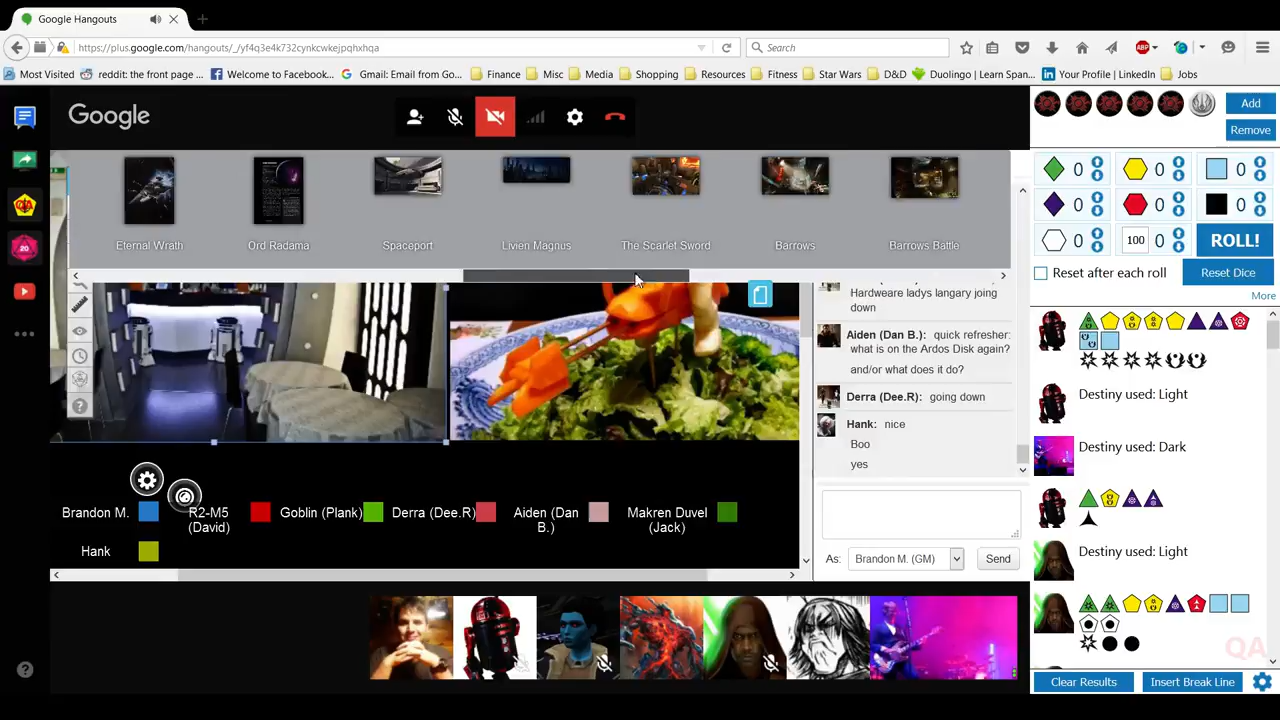 Google Hangouts
https://plus.google.com/hangouts/_/yf4q3e4k732cynkcwkejpqhxhqa
Search
ABP
Most Visited
reddit: the front page ...
Welcome to Facebook...
Gmail: Email from Go...
Finance
Misc
Media
Shopping
Resources
Fitness
Star Wars
D&D
Duolingo | Learn Span...
Your Profile | LinkedIn
Jobs
Google
Eternal Wrath
Ord Radama
Spaceport
Livien Magnus
The Scarlet Sword
Barrows
Barrows Battle
Hardweare ladys langary joing
down
Aiden (Dan B.): quick refresher:
what is on the Ardos Disk again?
and/or what does it do?
Derra (Dee.R): going down
Hank: nice
Boo
yes
As: Brandon M. (GM)
Send
Brandon M.
R2-M5
(David)
Goblin (Plank)
Derra (Dee.R)
Aiden (Dan
B.)
Makren Duvel
(Jack)
Hank
20
Add
Remove
0
0
0
0
0
0
0
100
0
ROLL!
Reset after each roll
Reset Dice
More
Destiny used: Light
Destiny used: Dark
Destiny used: Light
QA
Clear Results
Insert Break Line